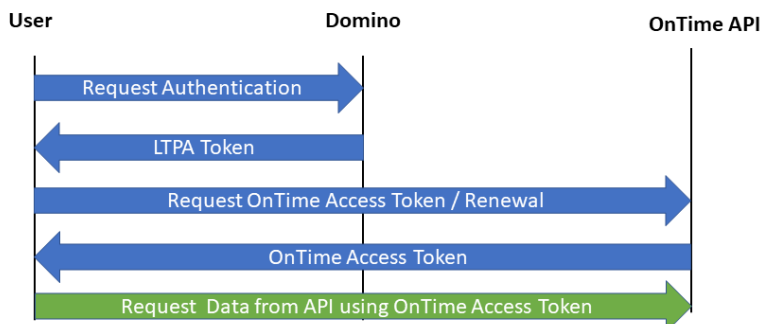 User
Domino
OnTime API
Request Authentication
LTPA Token
Request OnTime Access Token / Renewal
OnTime Access Token
Request  Data from API using OnTime Access Token